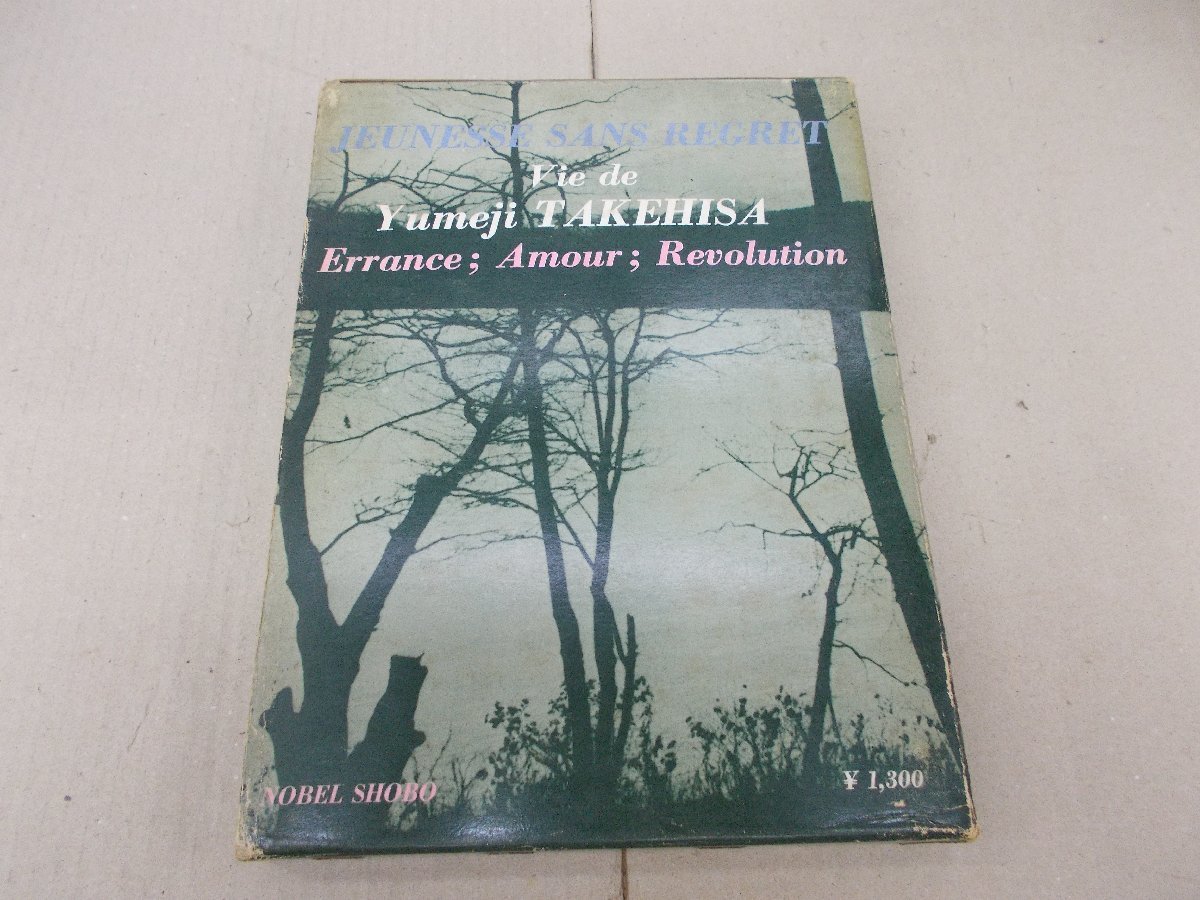 JEUNESSE SANS REGRET
Vie de
Yumeji TAKEHISA
Errance ; Amour ; Revolution
NOBEL SHOBO
¥ 1,300